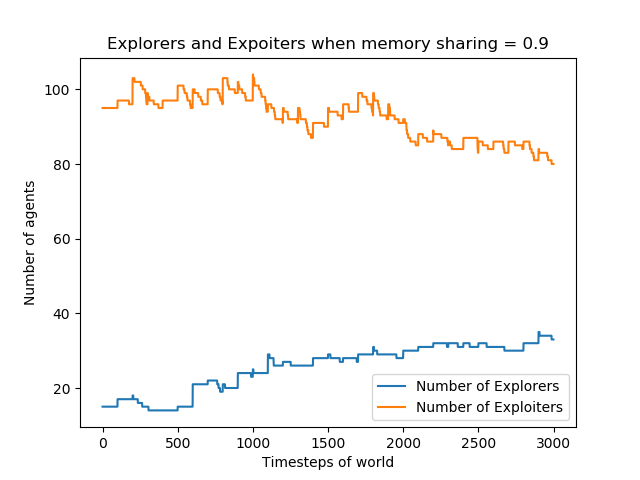 Explorers and Expoiters when memory sharing = 0.9
Number of agents
100
80
60
40
20
0
500
1000
1500
2000
2500
3000
Timesteps of world
Number of Explorers
Number of Exploiters